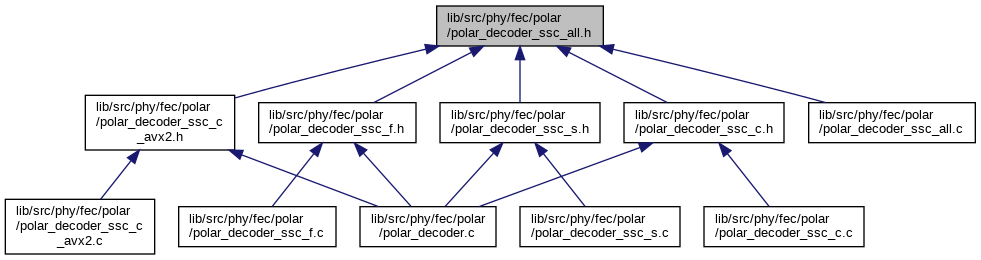 lib/src/phy/fec/polar
/polar_decoder_ssc_all.h
lib/src/phy/fec/polar
/polar_decoder_ssc_c
_avx2.h
lib/src/phy/fec/polar
/polar_decoder_ssc_f.h
lib/src/phy/fec/polar
/polar_decoder_ssc_s.h
lib/src/phy/fec/polar
/polar_decoder_ssc_c.h
lib/src/phy/fec/polar
/polar_decoder_ssc_all.c
lib/src/phy/fec/polar
/polar_decoder_ssc_c
_avx2.c
lib/src/phy/fec/polar
/polar_decoder_ssc_f.c
lib/src/phy/fec/polar
/polar_decoder.c
lib/src/phy/fec/polar
/polar_decoder_ssc_s.c
lib/src/phy/fec/polar
/polar_decoder_ssc_c.c